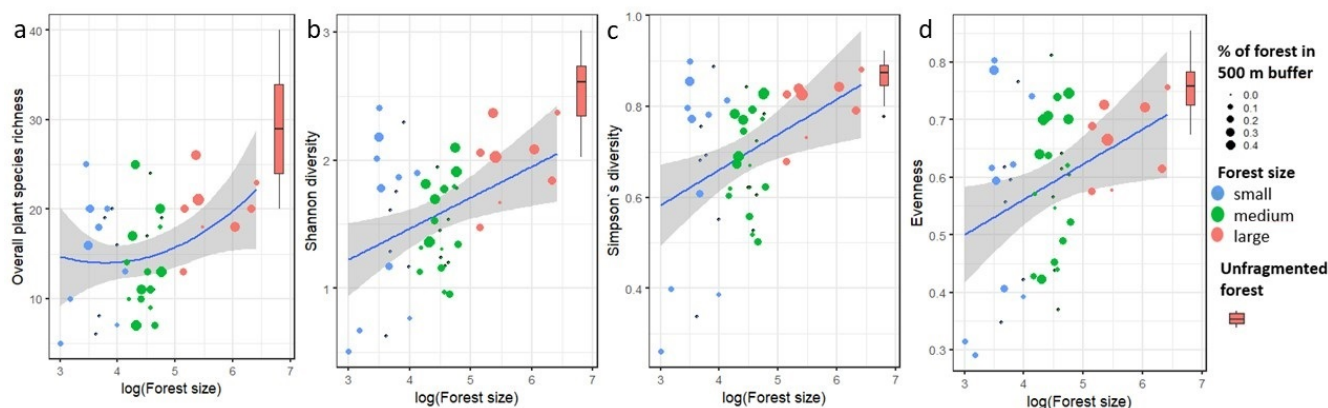 a
Overall plant species richness
40
30
20
10
3 4 5 6 7
log(Forest size)
b
Shannon diversity
3
2
1
3 4 5 6 7
log(Forest size)
c
Simpson`s diversity
1.0
0.8
0.6
0.4
3 4 5 6 7
log(Forest size)
d
Evenness
0.8
0.7
0.6
0.5
0.4
0.3
3 4 5 6 7
log(Forest size)
% of forest in
500 m buffer
0.0
0.1
0.2
0.3
0.4
Forest size
small
medium
large
Unfragmented
forest